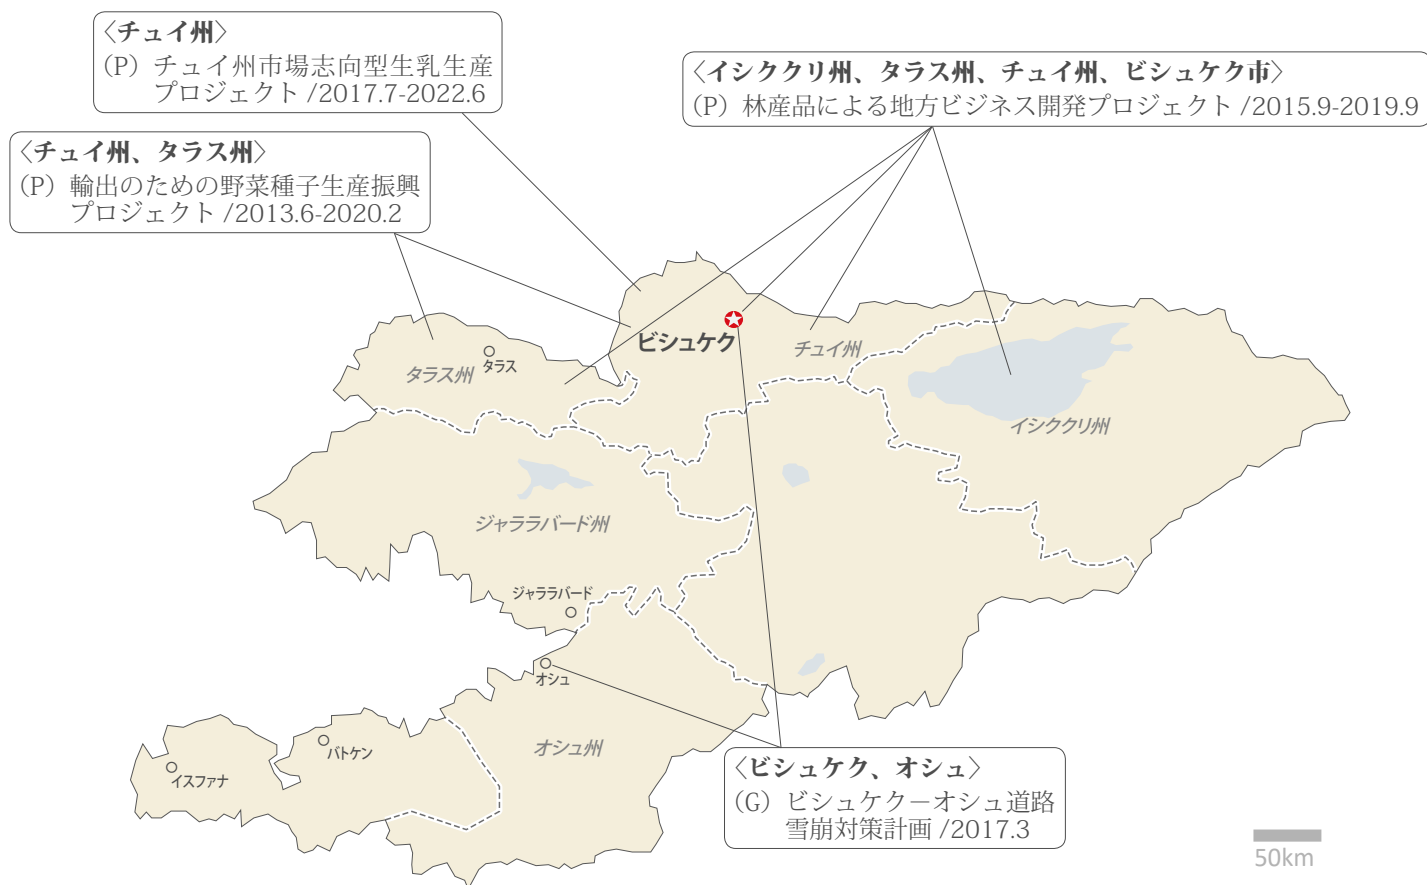 〈チュイ州〉
(P) チュイ州市場志向型生乳生産
プロジェクト /2017.7-2022.6
〈イシククリ州、タラス州、チュイ州、ビシュケク市〉
(P) 林産品による地方ビジネス開発プロジェクト /2015.9-2019.9
〈チュイ州、タラス州〉
(P) 輸出のための野菜種子生産振興
プロジェクト /2013.6-2020.2
ビシュケク
チュイ州
タラス州
タラス
イシククリ州
ジャララバード州
ジャララバード
オシュ
オシュ州
バトケン
イスファナ
〈ビシュケク、オシュ〉
(G) ビシュケク－オシュ道路
雪崩対策計画 /2017.3
50km